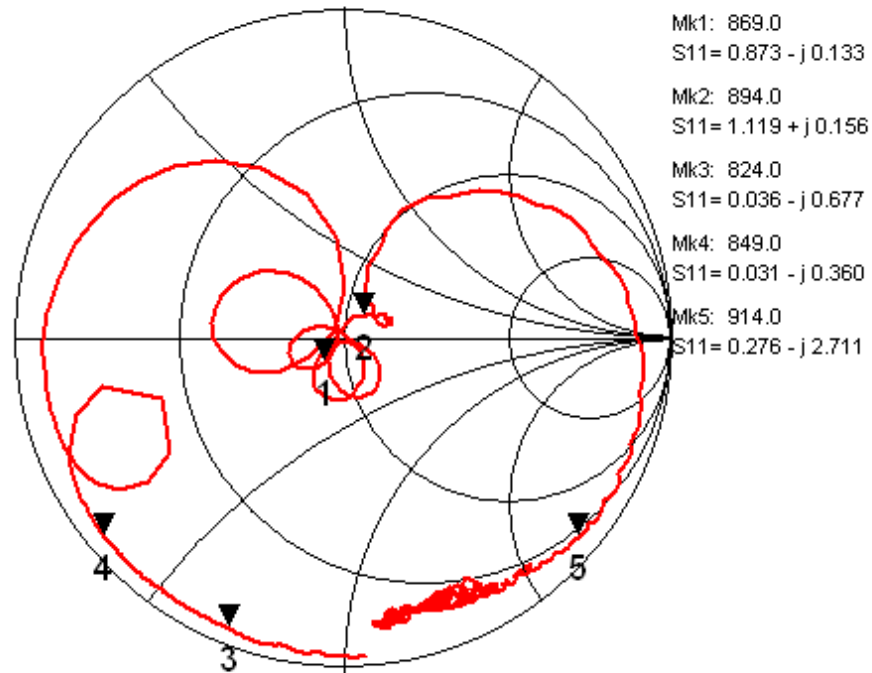 Mk1: 869.0
S11= 0.873 - j 0.133
Mk2: 894.0
S11= 1.119 + j 0.156
Mk3: 824.0
S11= 0.036 - j 0.677
Mk4: 849.0
S11= 0.031 - j 0.360
Mk5: 914.0
S11= 0.276 - j 2.711
2
1
4
5
3